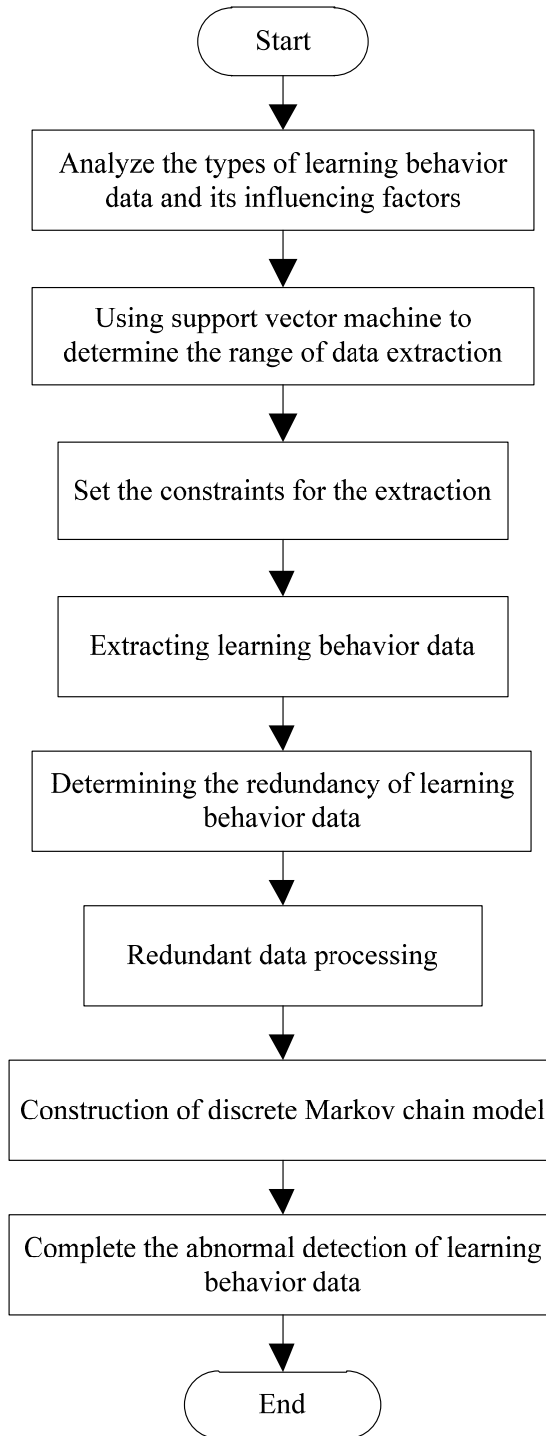 Start
Analyze the types of learning behavior
data and its influencing factors
Using support vector machine to
determine the range of data extraction
Set the constraints for the extraction
Extracting learning behavior data
Determining the redundancy of learning
behavior data
Redundant data processing
Construction of discrete Markov chain model
Complete the abnormal detection of learning
behavior data
End